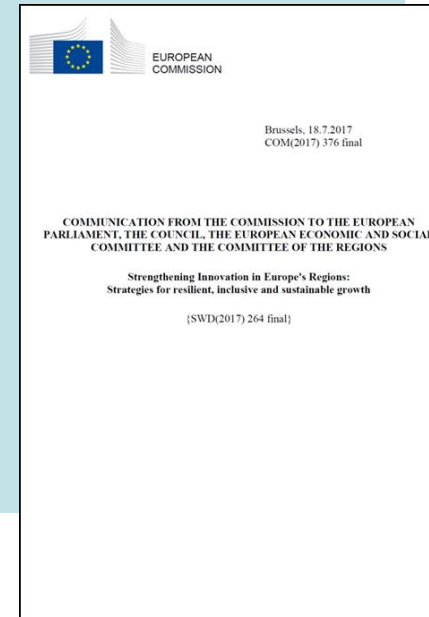 EUROPEAN
COMMISSION
Brussels, 18.7.2017
COM(2017) 376 final
COMMUNICATION FROM THE COMMISSION TO THE EUROPEAN
PARLIAMENT, THE COUNCIL, THE EUROPEAN ECONOMIC AND SOCIAL
COMMITTEE AND THE COMMITTEE OF THE REGIONS
Strengthening Innovation in Europe's Regions:
Strategies for resilient, inclusive and sustainable growth
{SWD(2017) 264 final}